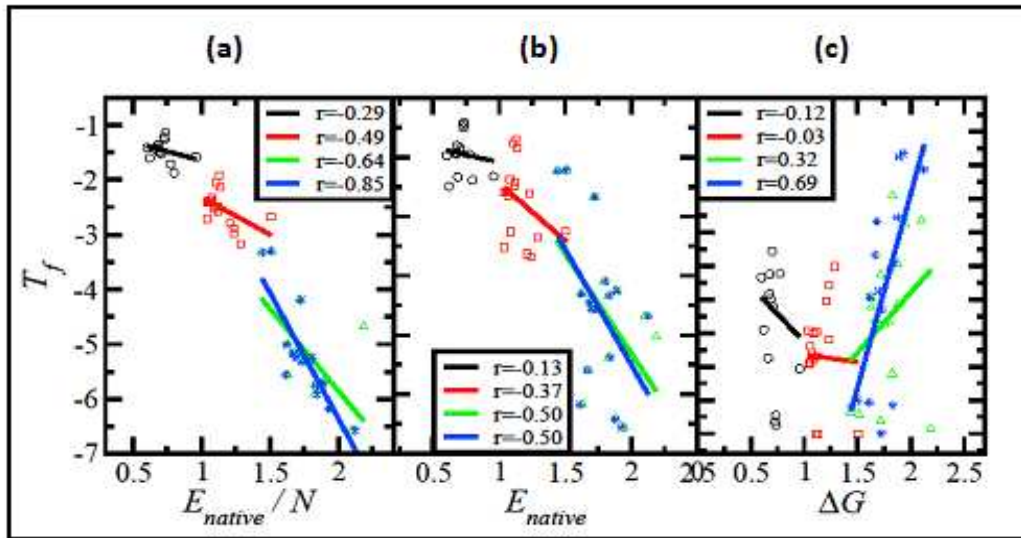 (a) (b) (c)
r=-0.29
r=-0.49
r=-0.64
r=-0.85
r=-0.12
r=-0.03
r=0.32
r=0.69
r=-0.13
r=-0.37
r=-0.50
r=-0.50
-1
-2
-3
-4
-5
-6
-7
T_f
0.5 1 1.5 2 0.5 1 1.5 2 0.5 1 1.5 2 2.5
E_native / N E_native ΔG